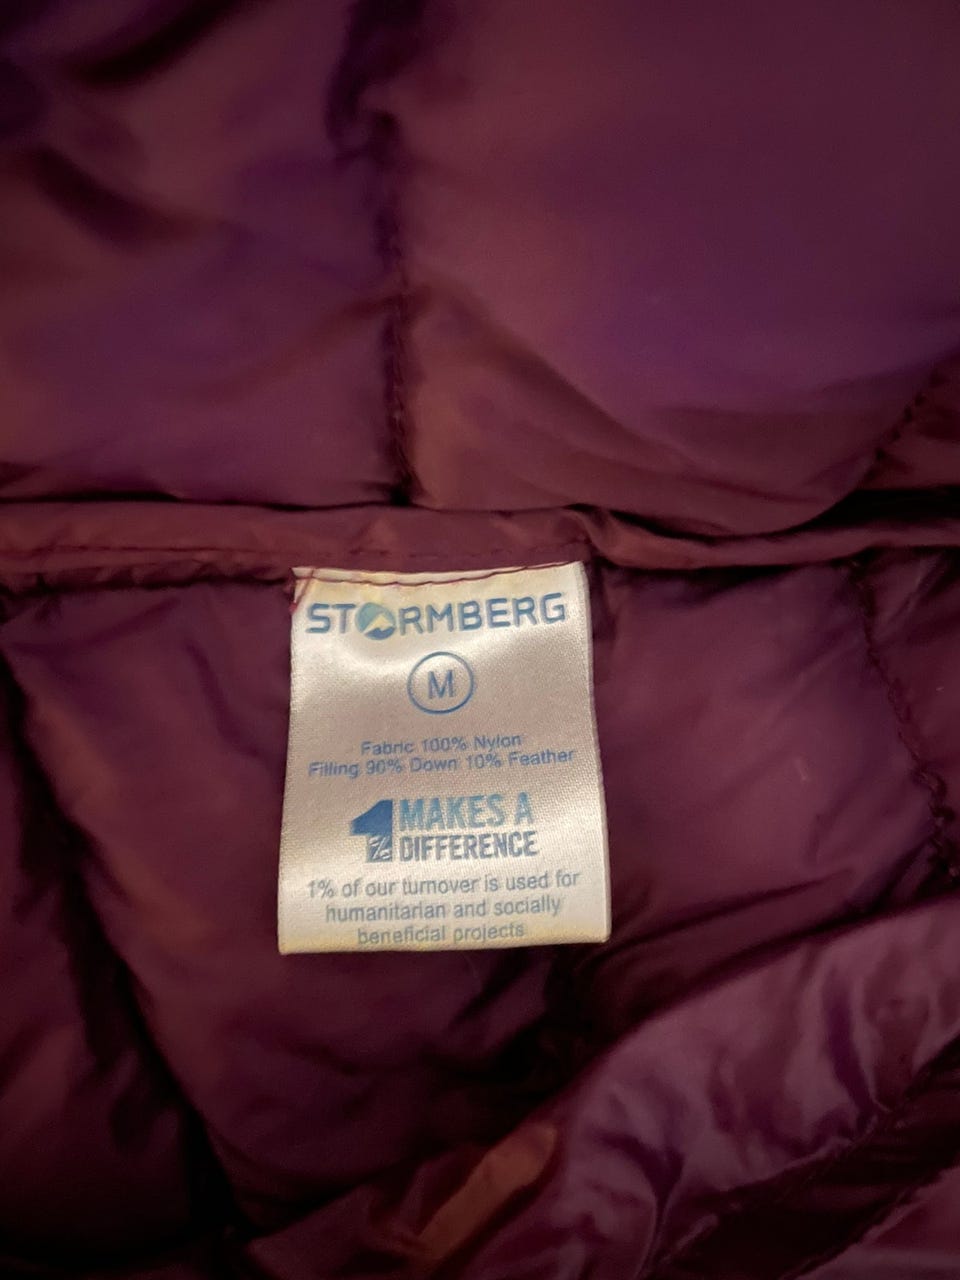 STORMBERG
M
Fabric 100% Nylon
Filling 90% Down 10% Feather
1% MAKES A
DIFFERENCE
1% of our turnover is used for
humanitarian and socially
beneficial projects